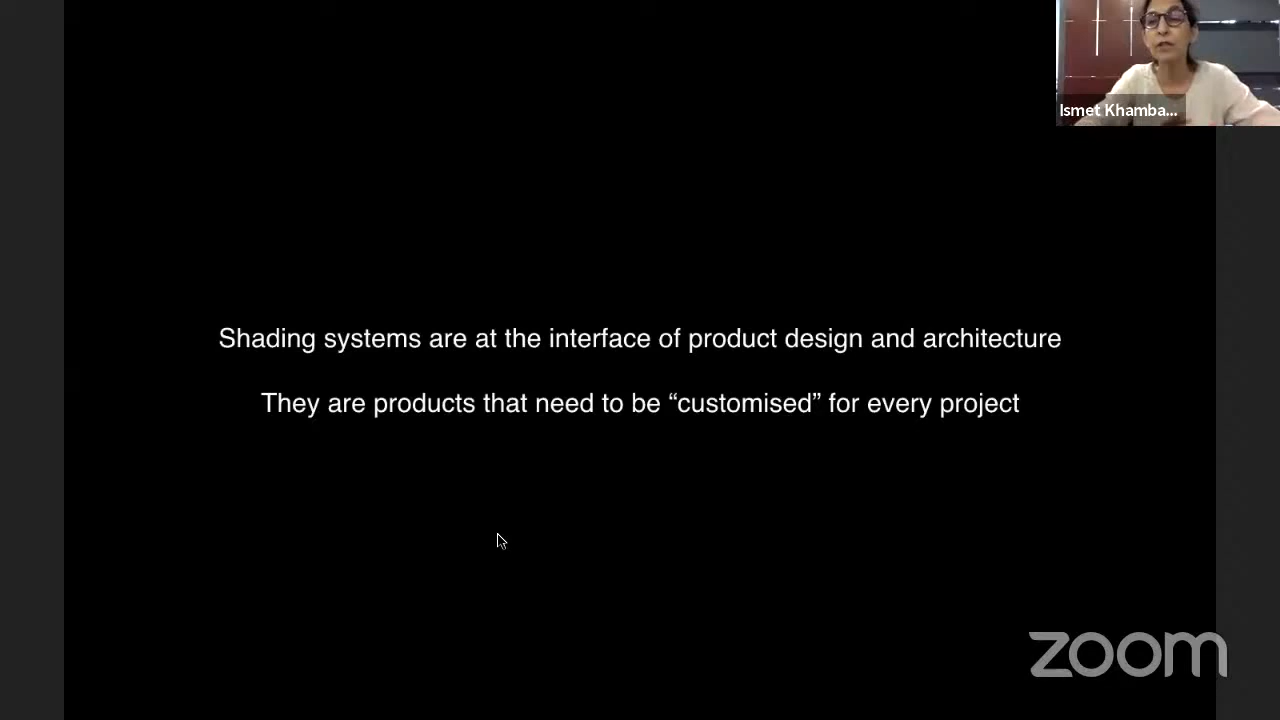 Ismet Khamba...
Shading systems are at the interface of product design and architecture
They are products that need to be “customised” for every project
zoom